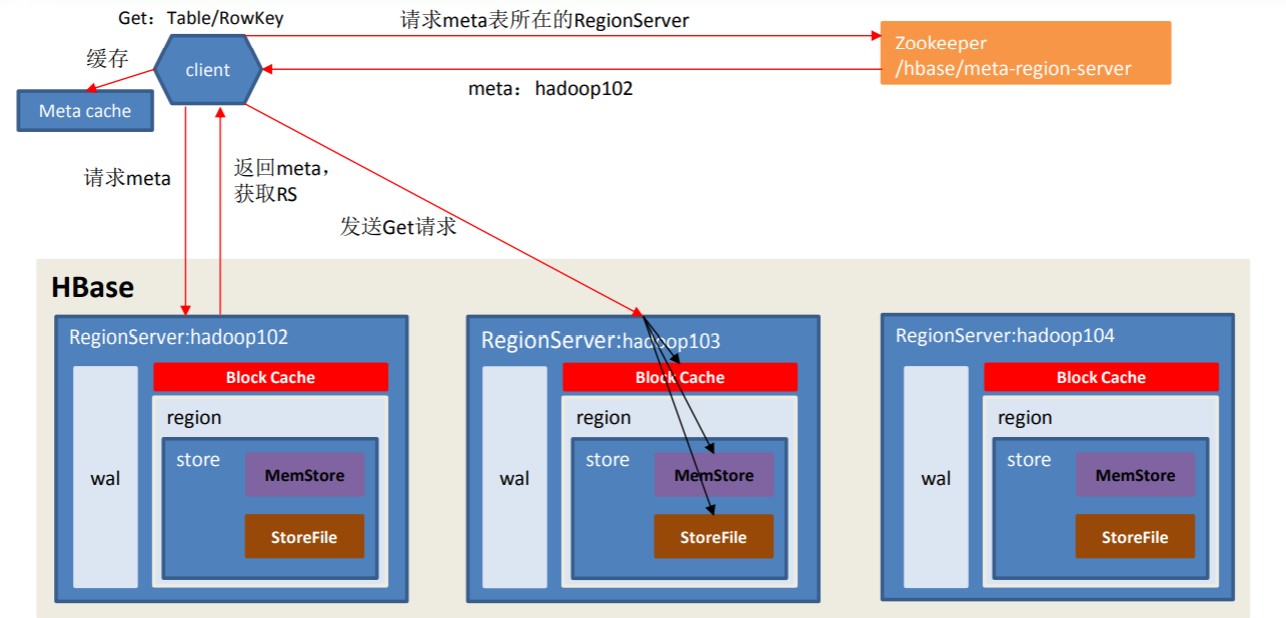 Get：Table/RowKey
请求meta表所在的RegionServer
Zookeeper
/hbase/meta-region-server
缓存
client
meta：hadoop102
Meta cache
请求meta
返回meta，
获取RS
发送Get请求
HBase
RegionServer:hadoop102
Block Cache
region
store
wal
MemStore
StoreFile
RegionServer:hadoop103
Block Cache
region
store
wal
MemStore
StoreFile
RegionServer:hadoop104
Block Cache
region
store
wal
MemStore
StoreFile